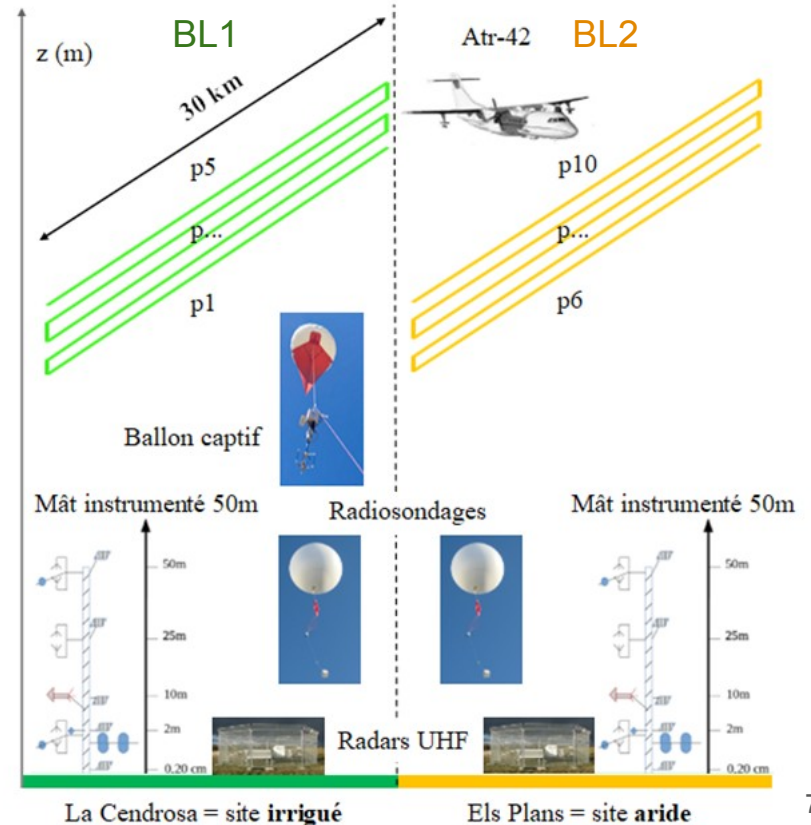 BL1
Atr-42
BL2
z (m)
30 km
p5
p10
p...
p...
p1
p6
Ballon captif
Mât instrumenté 50m
Mât instrumenté 50m
Radiosondages
50m
50m
25m
25m
10m
10m
2m
2m
Radars UHF
0,20 cm
0,20 cm
La Cendrosa = site irrigué
Els Plans = site aride
7